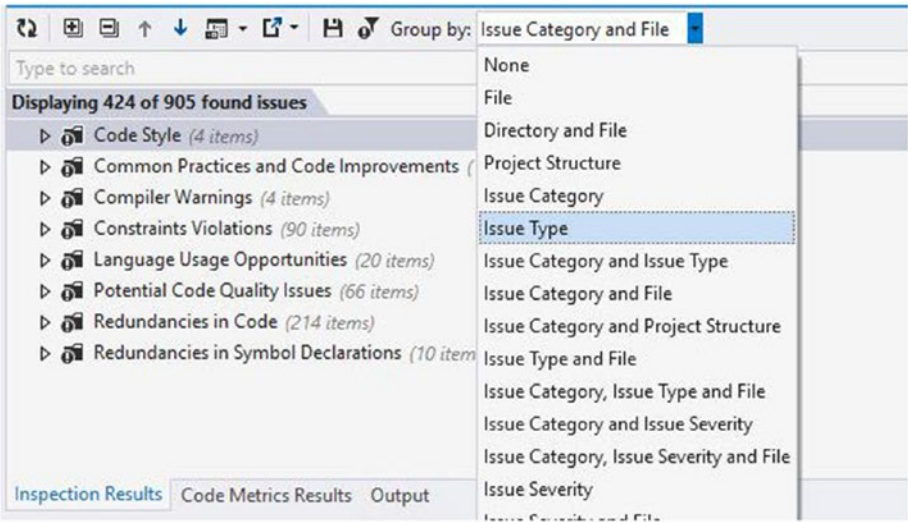 Group by: Issue Category and File
Type to search
None
Displaying 424 of 905 found issues
File
Code Style (4 items)
Directory and File
Common Practices and Code Improvements (
Project Structure
Compiler Warnings (4 items)
Issue Category
Constraints Violations (90 items)
Issue Type
Language Usage Opportunities (20 items)
Issue Category and Issue Type
Potential Code Quality Issues (66 items)
Issue Category and File
Redundancies in Code (214 items)
Issue Category and Project Structure
Redundancies in Symbol Declarations (10 item
Issue Type and File
Issue Category, Issue Type and File
Issue Category and Issue Severity
Issue Category, Issue Severity and File
Issue Severity
Inspection Results Code Metrics Results Output
Issue Severity and File